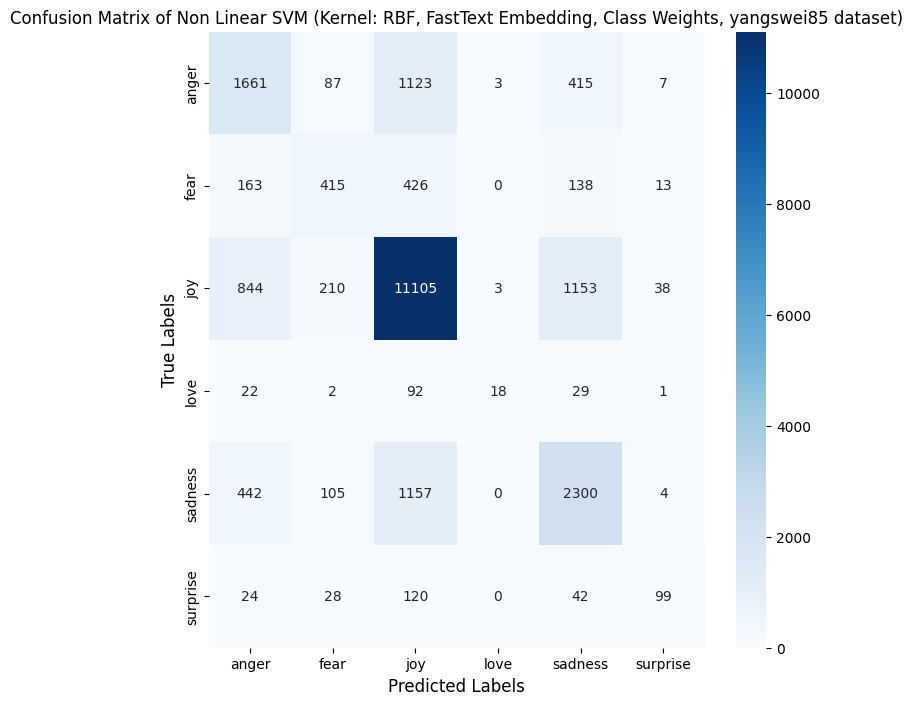 Confusion Matrix of Non Linear SVM (Kernel: RBF, FastText Embedding, Class Weights, yangswei85 dataset)
True Labels
anger 1661 87 1123 3 415 7
fear 163 415 426 0 138 13
joy 844 210 11105 3 1153 38
love 22 2 92 18 29 1
sadness 442 105 1157 0 2300 4
surprise 24 28 120 0 42 99
anger fear joy love sadness surprise
Predicted Labels
10000
8000
6000
4000
2000
0